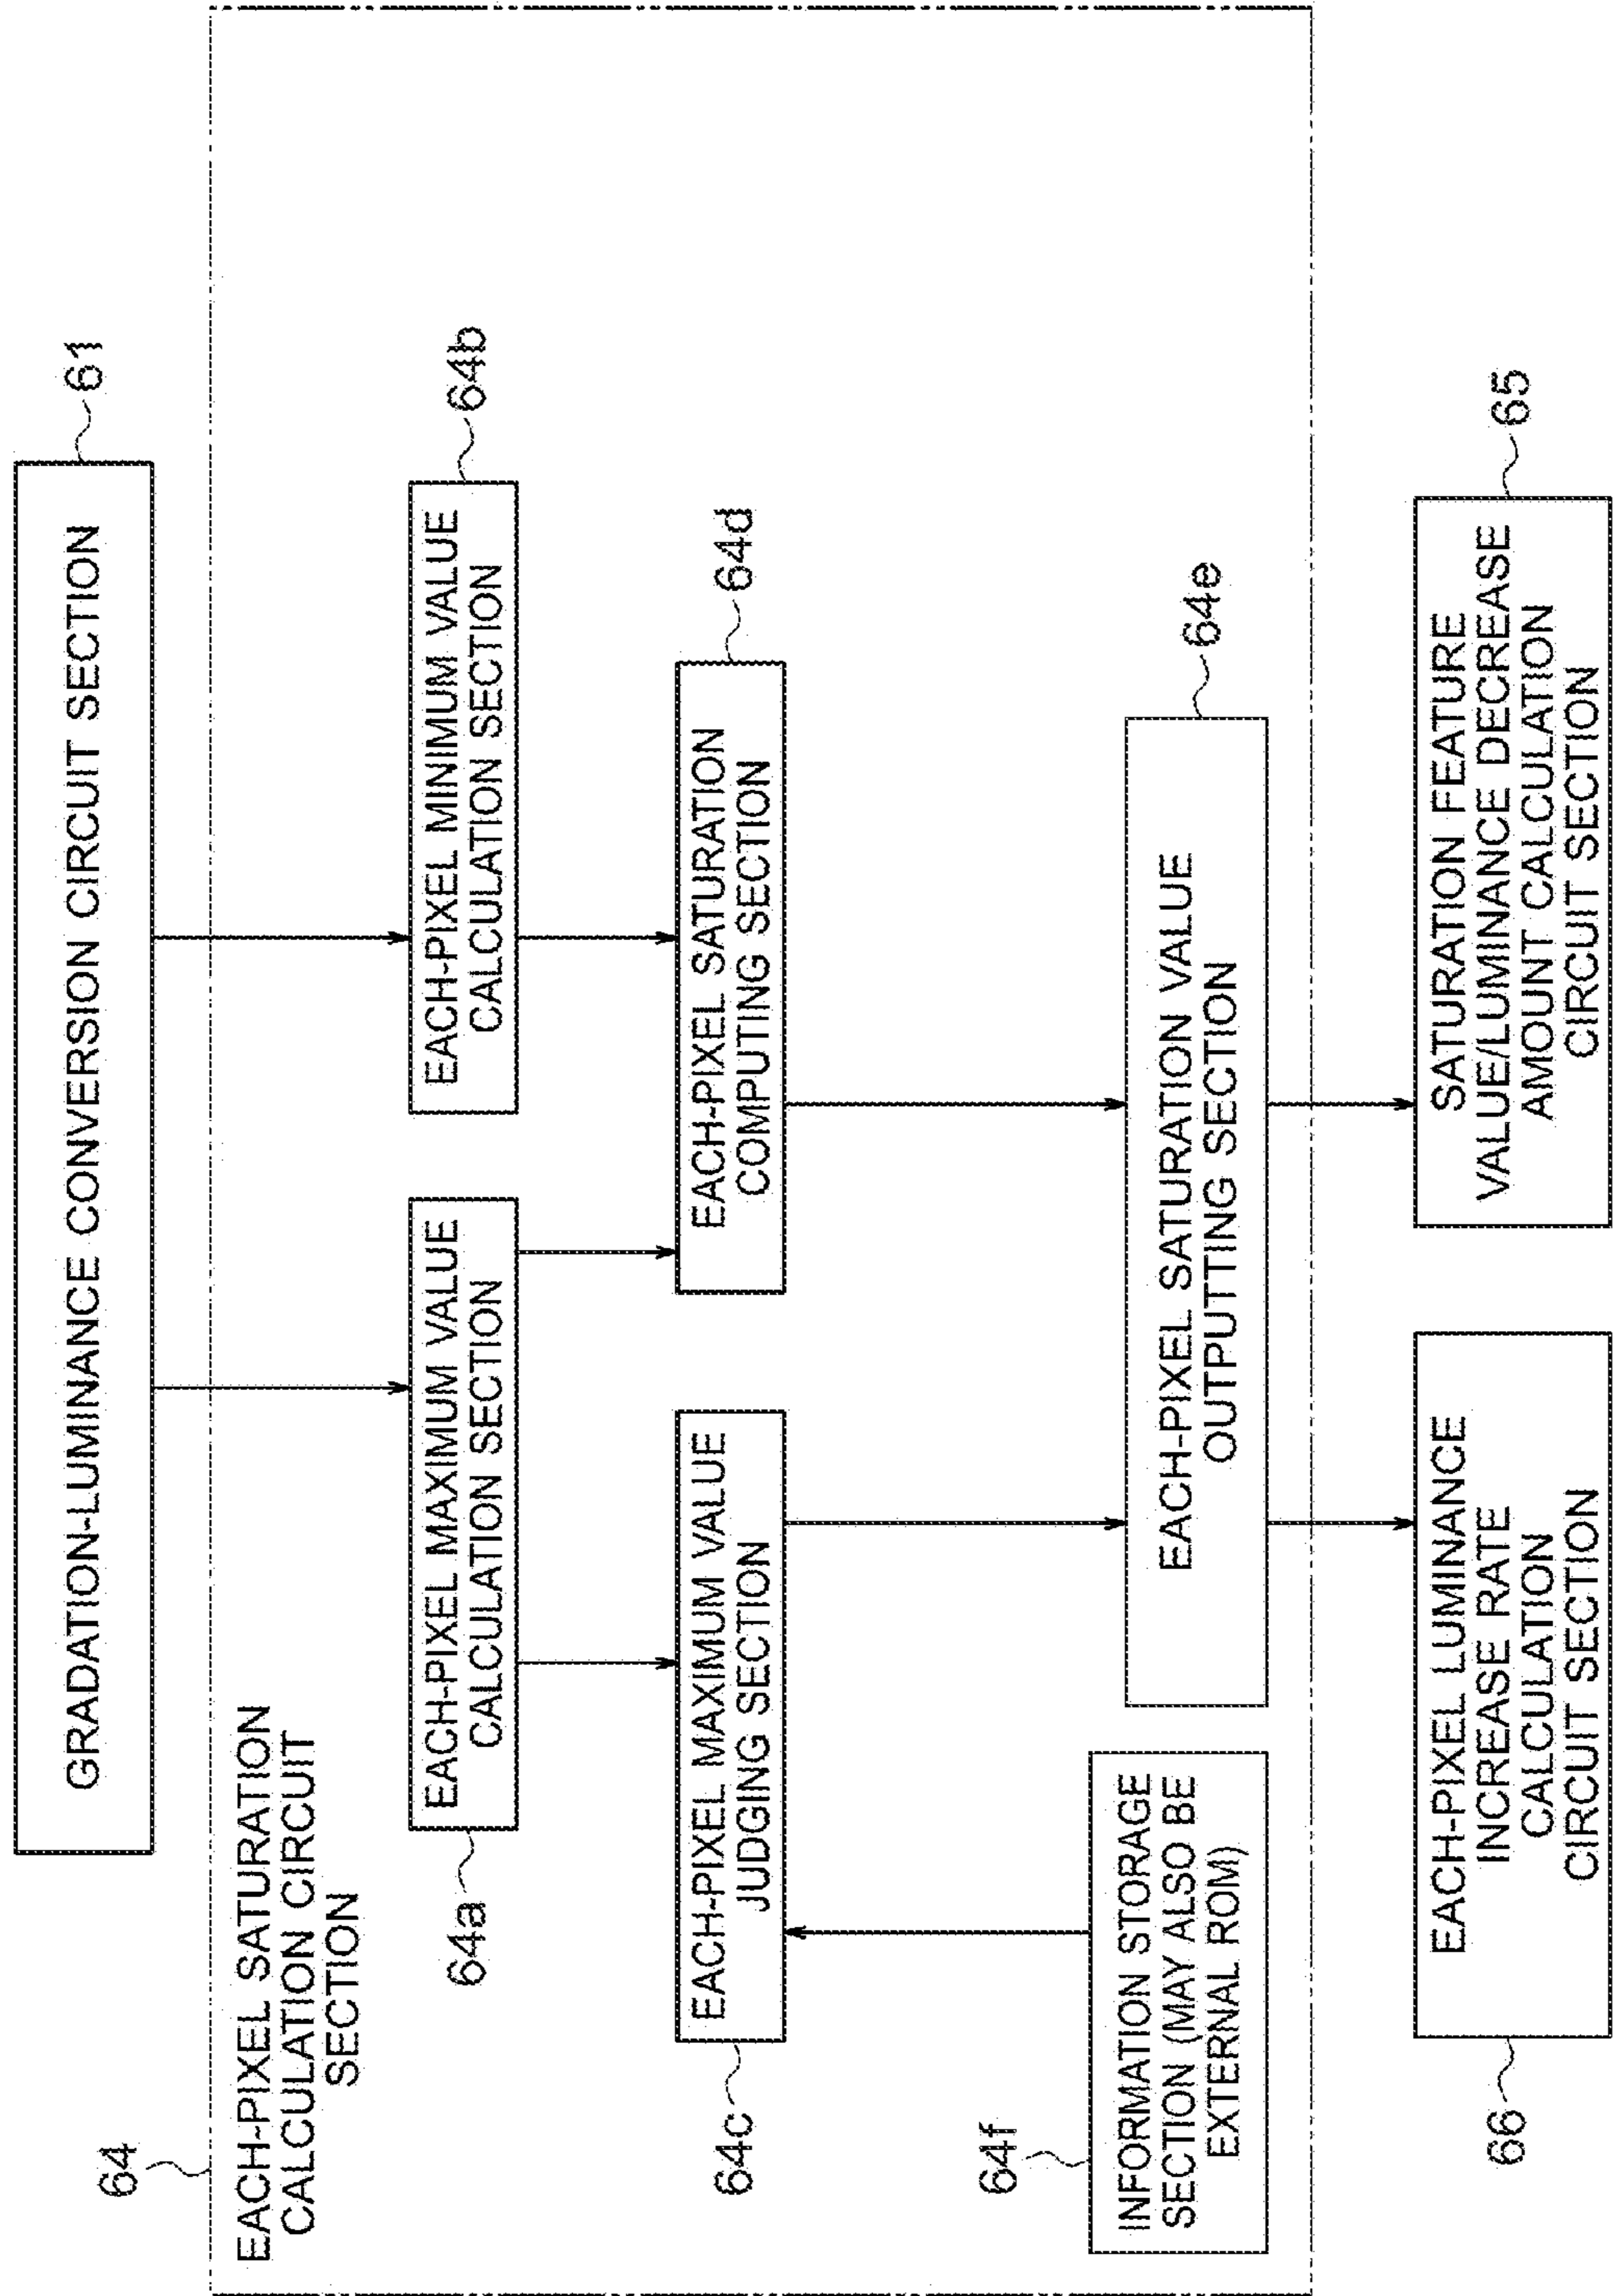 GRADATION-LUMINANCE CONVERSION CIRCUIT SECTION
61
64
EACH-PIXEL SATURATION
CALCULATION CIRCUIT
SECTION
64a
EACH-PIXEL MAXIMUM VALUE
CALCULATION SECTION
EACH-PIXEL MINIMUM VALUE
CALCULATION SECTION
64b
64c
EACH-PIXEL MAXIMUM VALUE
JUDGING SECTION
EACH-PIXEL SATURATION
COMPUTING SECTION
64d
64f
INFORMATION STORAGE
SECTION (MAY ALSO BE
EXTERNAL ROM)
EACH-PIXEL SATURATION VALUE
OUTPUTTING SECTION
64e
66
EACH-PIXEL LUMINANCE
INCREASE RATE
CALCULATION
CIRCUIT SECTION
SATURATION FEATURE
VALUE/LUMINANCE DECREASE
AMOUNT CALCULATION
CIRCUIT SECTION
65